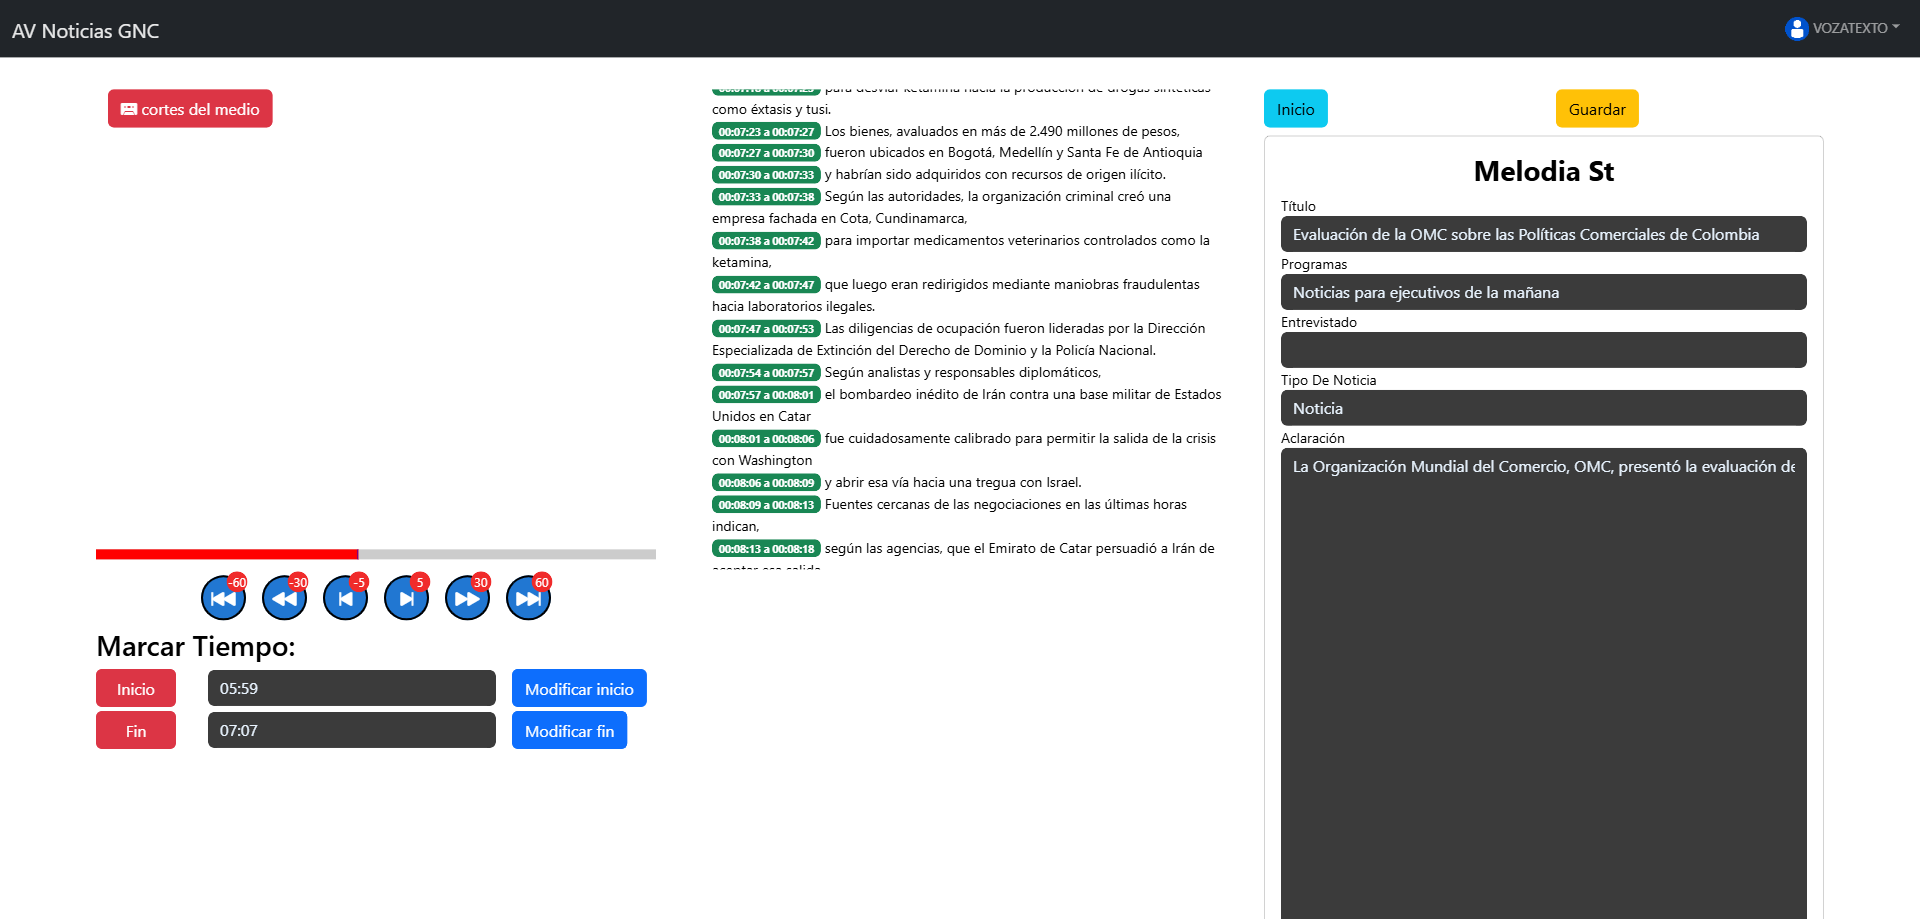 AV Noticias GNC
VOZATEXTO
cortes del medio
para desviar ketamina hacia la producción de drogas sintéticas
como éxtasis y tusi.
00:07:23 a 00:07:27 Los bienes, avaluados en más de 2.490 millones de pesos,
00:07:27 a 00:07:30 fueron ubicados en Bogotá, Medellín y Santa Fe de Antioquia
00:07:30 a 00:07:33 y habrían sido adquiridos con recursos de origen ilícito.
00:07:33 a 00:07:38 Según las autoridades, la organización criminal creó una
empresa fachada en Cota, Cundinamarca,
00:07:38 a 00:07:42 para importar medicamentos veterinarios controlados como la
ketamina,
00:07:42 a 00:07:47 que luego eran redirigidos mediante maniobras fraudulentas
hacia laboratorios ilegales.
00:07:47 a 00:07:53 Las diligencias de ocupación fueron lideradas por la Dirección
Especializada de Extinción del Derecho de Dominio y la Policía Nacional.
00:07:54 a 00:07:57 Según analistas y responsables diplomáticos,
00:07:57 a 00:08:01 el bombardeo inédito de Irán contra una base militar de Estados
Unidos en Catar
00:08:01 a 00:08:06 fue cuidadosamente calibrado para permitir la salida de la crisis
con Washington
00:08:06 a 00:08:09 y abrir esa vía hacia una tregua con Israel.
00:08:09 a 00:08:13 Fuentes cercanas de las negociaciones en las últimas horas
indican,
00:08:13 a 00:08:18 según las agencias, que el Emirato de Catar persuadió a Irán de
aceptar esa salida
-60
-30
-5
5
30
60
Marcar Tiempo:
Inicio
05:59
Modificar inicio
Fin
07:07
Modificar fin
Inicio
Guardar
Melodia St
Título
Evaluación de la OMC sobre las Políticas Comerciales de Colombia
Programas
Noticias para ejecutivos de la mañana
Entrevistado
Tipo De Noticia
Noticia
Aclaración
La Organización Mundial del Comercio, OMC, presentó la evaluación de